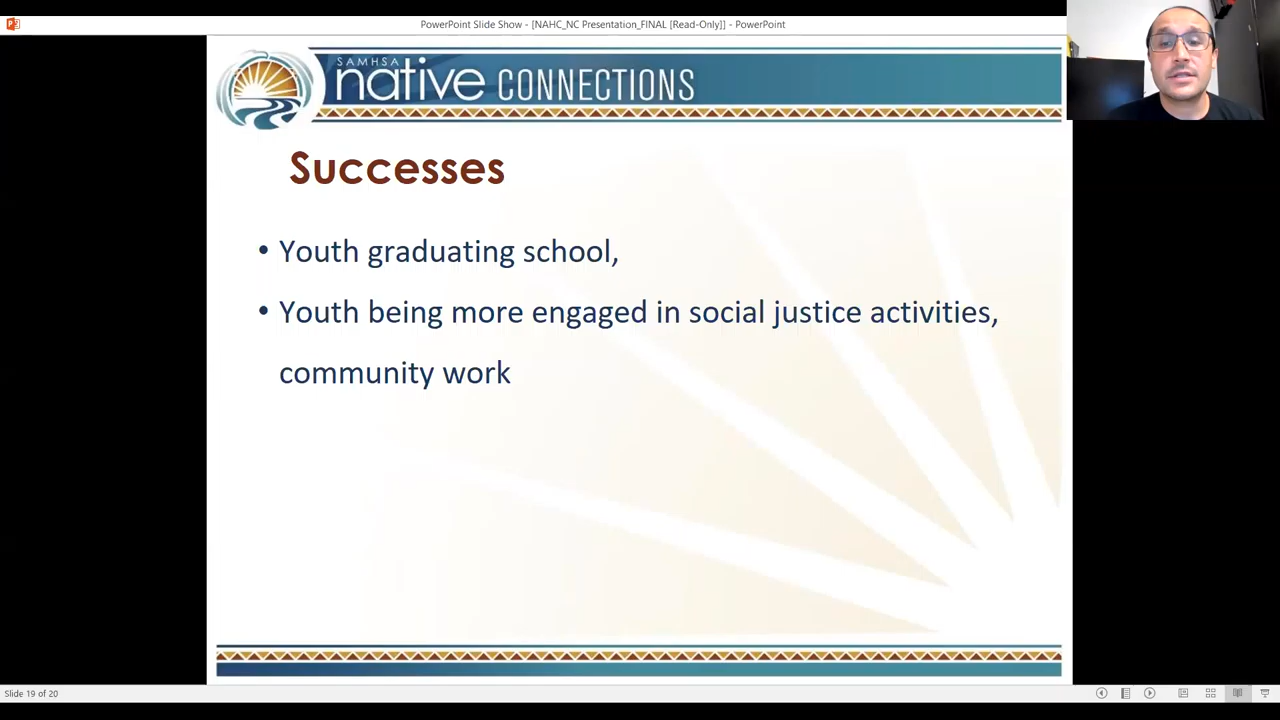 PowerPoint Slide Show - [NAHC_NC Presentation_FINAL [Read-Only]] - PowerPoint
SAMHSA
native CONNECTIONS
Successes
• Youth graduating school,
• Youth being more engaged in social justice activities,
community work
Slide 19 of 20